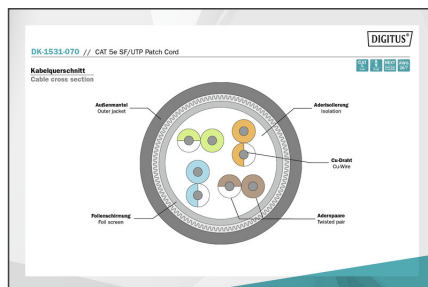 DIGITUS®
DK-1531-070 // CAT 5e SF/UTP Patch Cord
Kabelquerschnitt
Cable cross section
Außenmantel
Outer jacket
Aderisolierung
Isolation
Cu-Draht
Cu-Wire
Folienschirmung
Foil screen
Adernpaare
Twisted pair